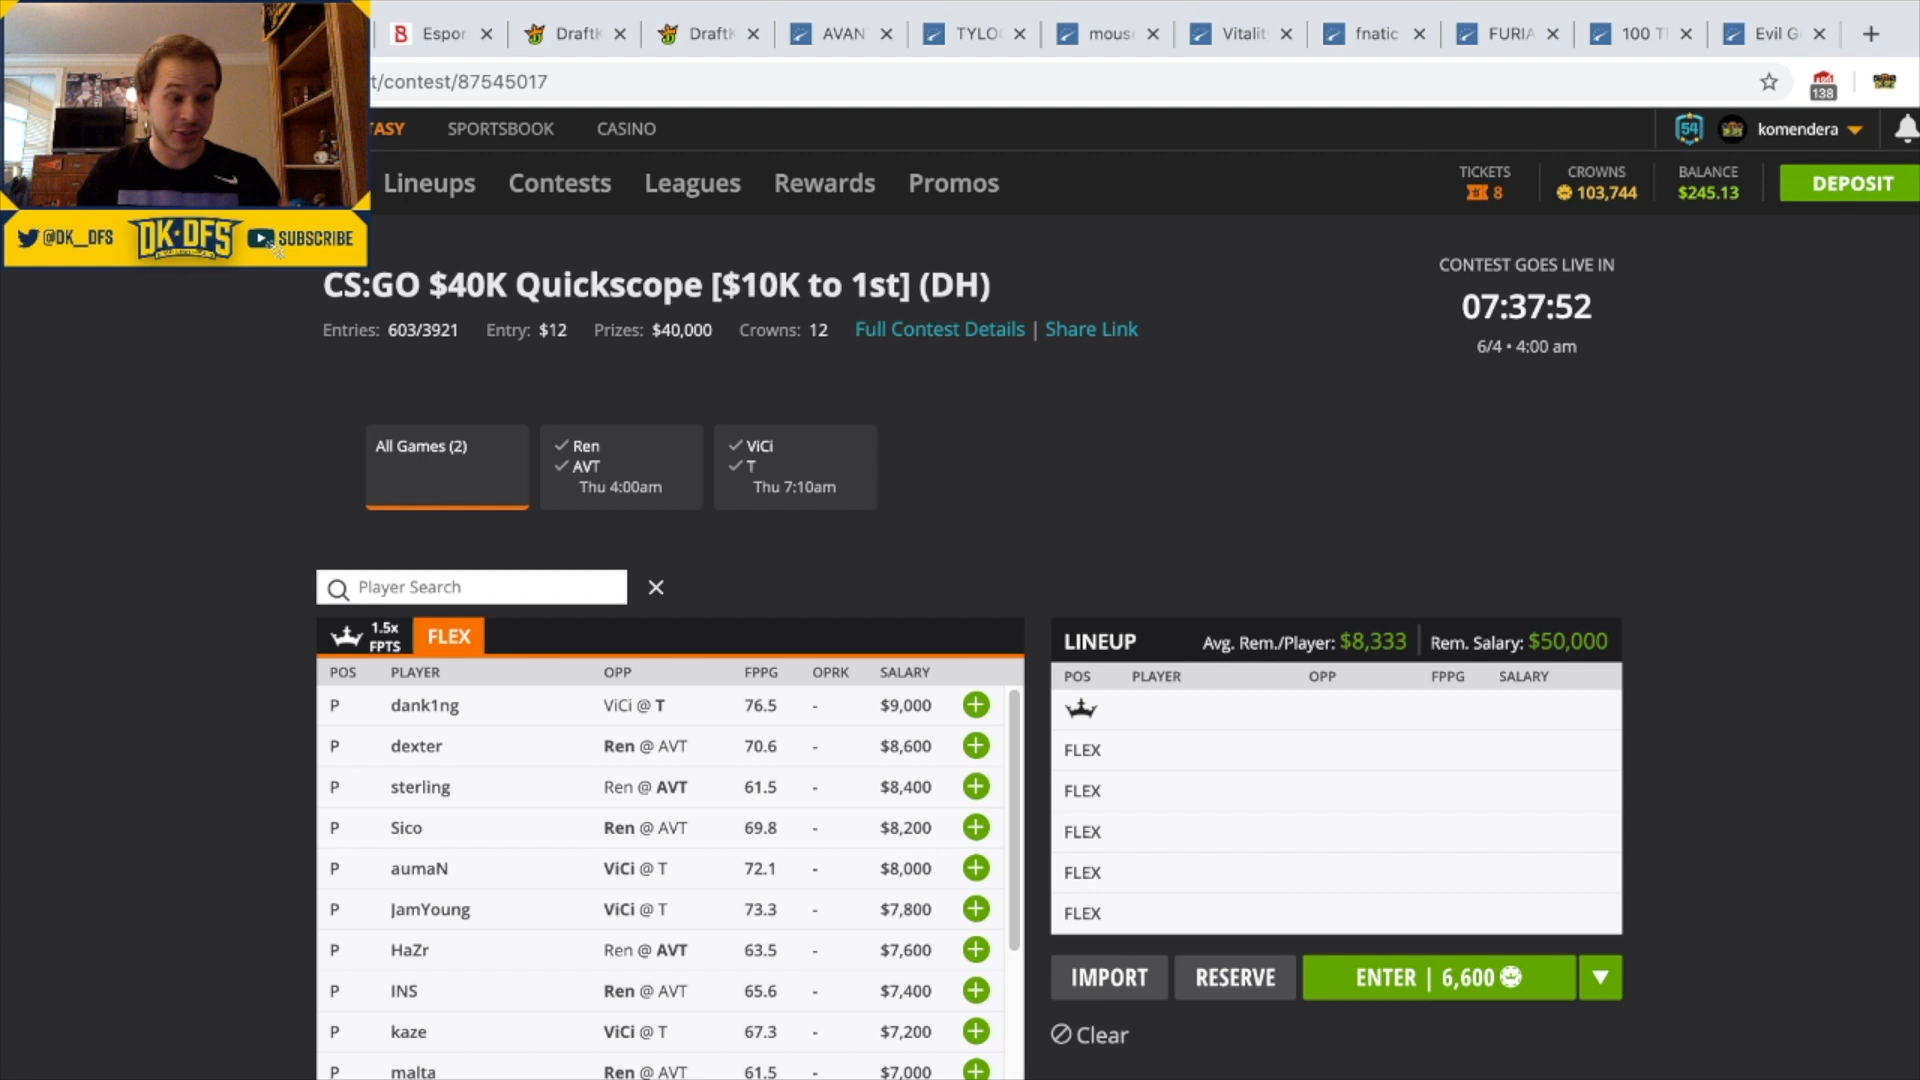 Espor
DraftK
DraftK
AVAN
TYLO
mous
Vitalit
fnatic
FURIA
100 T
Evil G
t/contest/87545017
138
TASY
SPORTSBOOK
CASINO
54
komendera
Lineups
Contests
Leagues
Rewards
Promos
TICKETS
8
CROWNS
103,744
BALANCE
$245.13
DEPOSIT
@DK__DFS
DK★DFS
SUBSCRIBE
CS:GO $40K Quickscope [$10K to 1st] (DH)
Entries: 603/3921 Entry: $12 Prizes: $40,000 Crowns: 12 Full Contest Details | Share Link
CONTEST GOES LIVE IN
07:37:52
6/4 • 4:00 am
All Games (2)
Ren
AVT
Thu 4:00am
ViCi
T
Thu 7:10am
Player Search
1.5x
FPTS
FLEX
POS PLAYER OPP FPPG OPRK SALARY
P dank1ng ViCi @ T 76.5 - $9,000
P dexter Ren @ AVT 70.6 - $8,600
P sterling Ren @ AVT 61.5 - $8,400
P Sico Ren @ AVT 69.8 - $8,200
P aumaN ViCi @ T 72.1 - $8,000
P JamYoung ViCi @ T 73.3 - $7,800
P HaZr Ren @ AVT 63.5 - $7,600
P INS Ren @ AVT 65.6 - $7,400
P kaze ViCi @ T 67.3 - $7,200
P malta Ren @ AVT 61.5 - $7,000
LINEUP Avg. Rem./Player: $8,333 Rem. Salary: $50,000
POS PLAYER OPP FPPG SALARY
FLEX
FLEX
FLEX
FLEX
FLEX
IMPORT
RESERVE
ENTER | 6,600
Clear